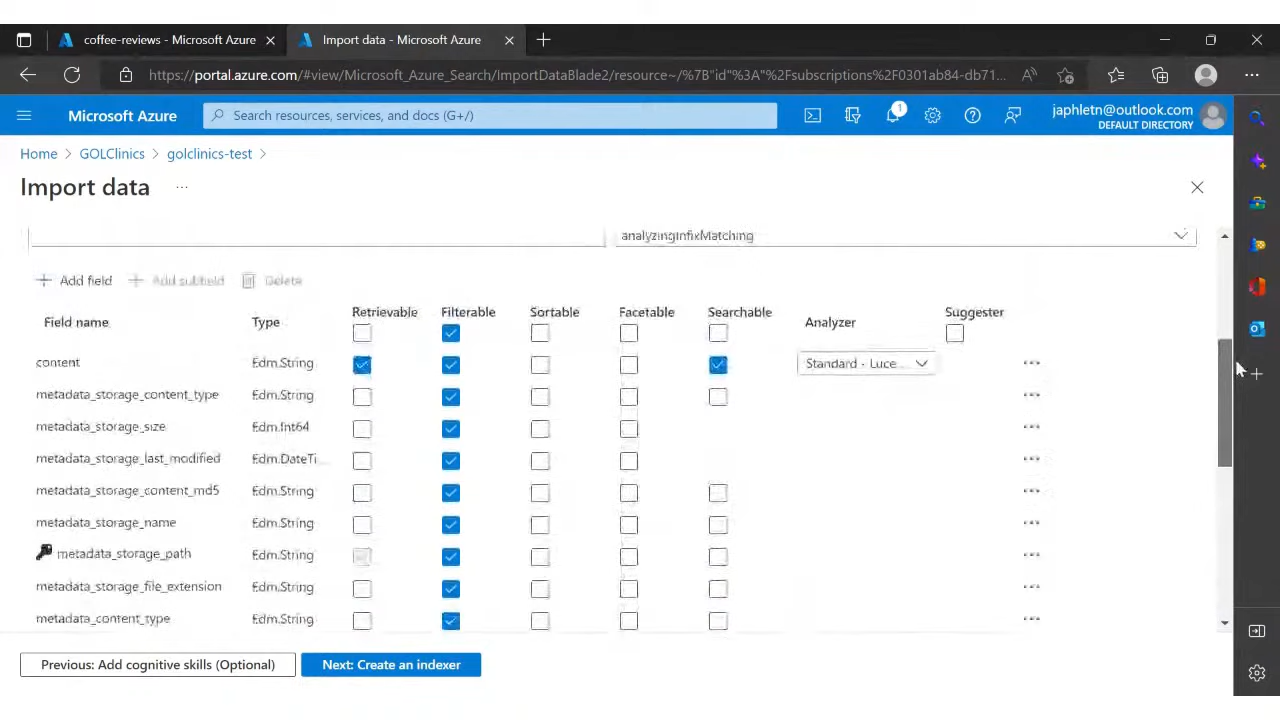 coffee-reviews - Microsoft Azure
Import data - Microsoft Azure
https://portal.azure.com/#view/Microsoft_Azure_Search/ImportDataBlade2/resource~/%7B"id"%3A"%2Fsubscriptions%2F0301ab84-db71...
Microsoft Azure
Search resources, services, and docs (G+/)
1
japhletn@outlook.com
DEFAULT DIRECTORY
Home > GOLClinics > golclinics-test >
Import data ...
analyzingInfixMatching
Add field Add subfield Delete
Field name Type Retrievable Filterable Sortable Facetable Searchable Analyzer Suggester
content Edm.String Standard - Luce...
metadata_storage_content_type Edm.String
metadata_storage_size Edm.Int64
metadata_storage_last_modified Edm.DateTi...
metadata_storage_content_md5 Edm.String
metadata_storage_name Edm.String
metadata_storage_path Edm.String
metadata_storage_file_extension Edm.String
metadata_content_type Edm.String
Previous: Add cognitive skills (Optional)
Next: Create an indexer